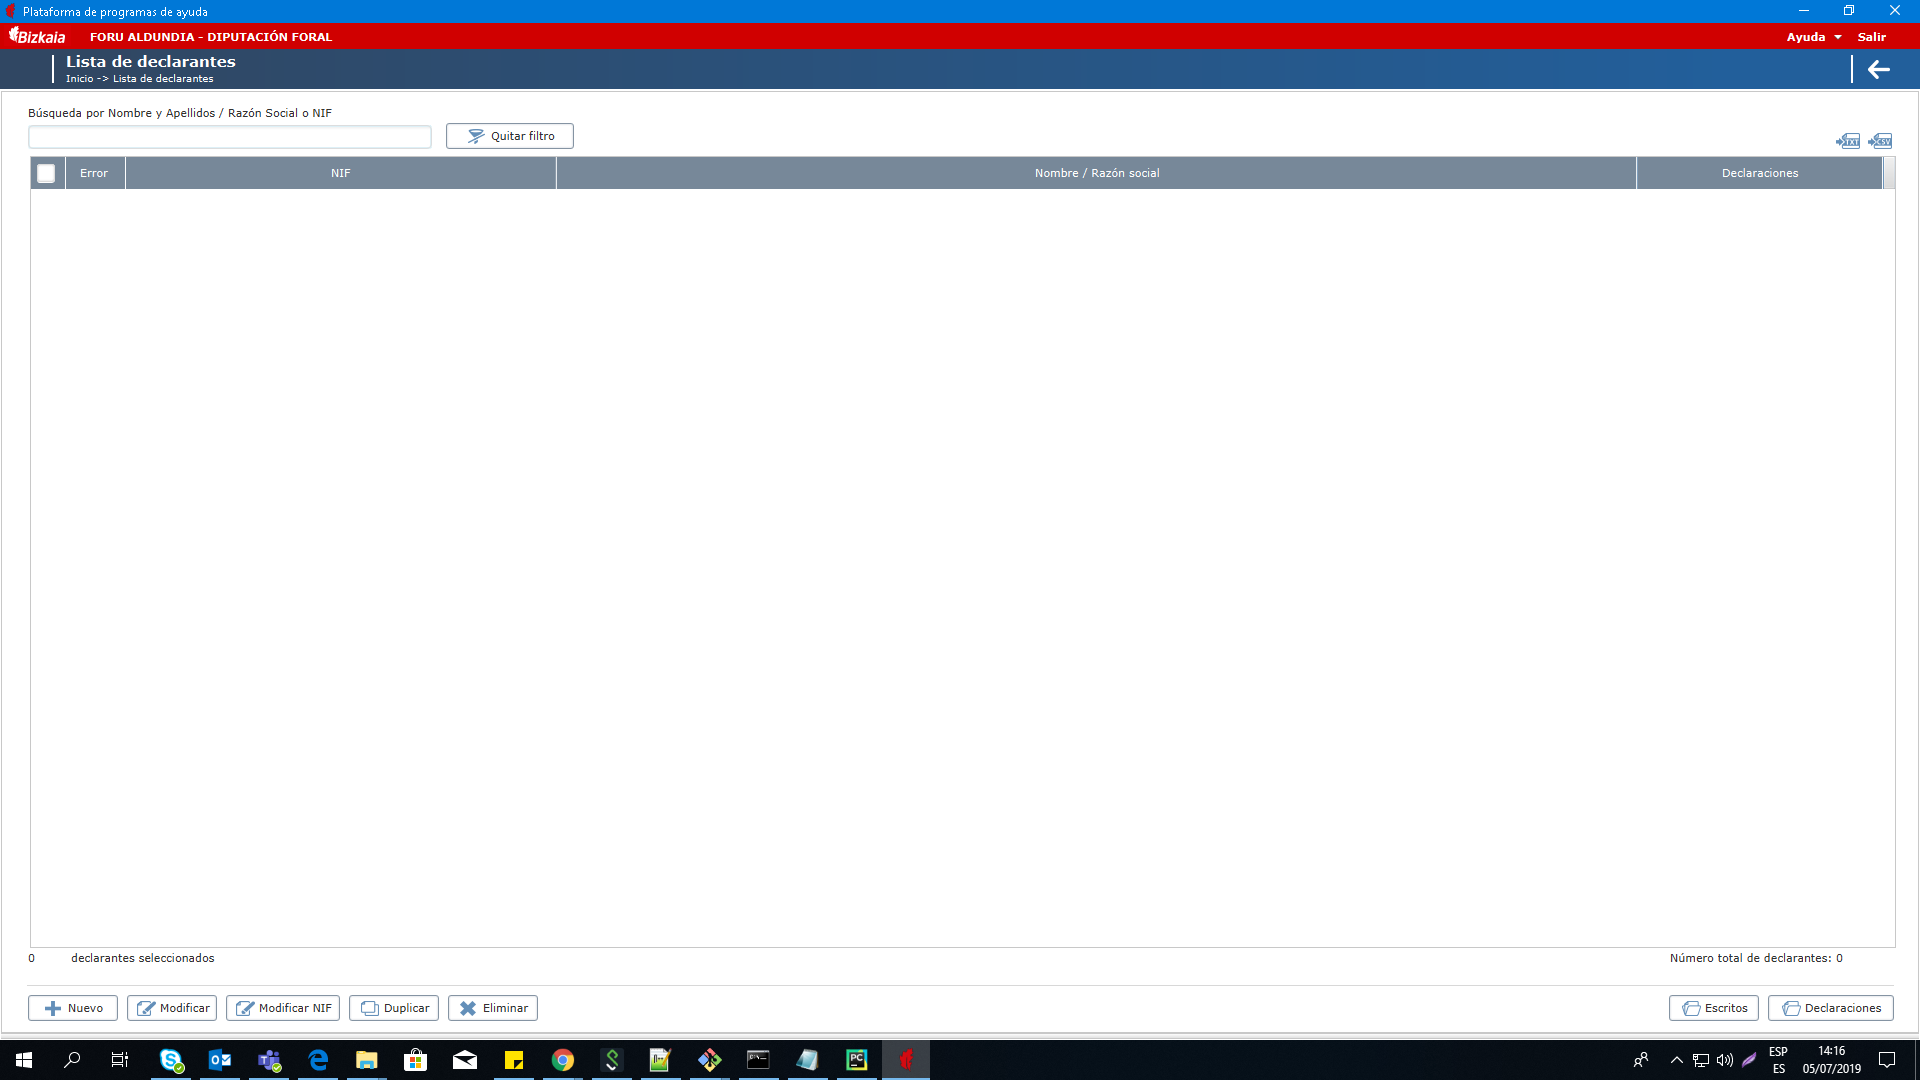 Plataforma de programas de ayuda
Bizkaia FORU ALDUNDIA - DIPUTACIÓN FORAL Ayuda Salir
Lista de declarantes
Inicio -> Lista de declarantes
Búsqueda por Nombre y Apellidos / Razón Social o NIF
Quitar filtro
TXT CSV
Error NIF Nombre / Razón social Declaraciones
0 declarantes seleccionados Número total de declarantes: 0
Nuevo Modificar Modificar NIF Duplicar Eliminar Escritos Declaraciones
ESP 14:16
ES 05/07/2019